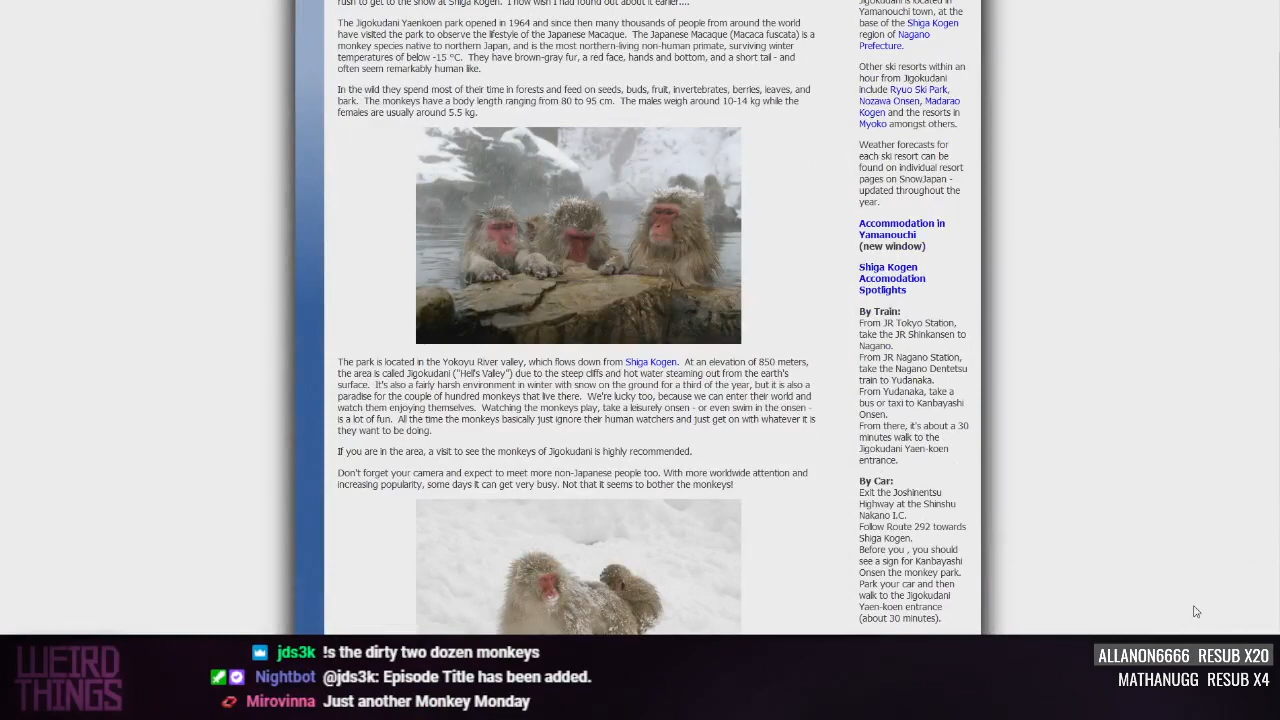 rush to get to the show at Shiga Kogen. I now wish I had found out about it earlier....
The Jigokudani Yaenkoen park opened in 1964 and since then many thousands of people from around the world
have visited the park to observe the lifestyle of the Japanese Macaque. The Japanese Macaque (Macaca fuscata) is a
monkey species native to northern Japan, and is the most northern-living non-human primate, surviving winter
temperatures of below -15 °C. They have brown-gray fur, a red face, hands and bottom, and a short tail - and
often seem remarkably human like.
In the wild they spend most of their time in forests and feed on seeds, buds, fruit, invertebrates, berries, leaves, and
bark. The monkeys have a body length ranging from 80 to 95 cm. The males weigh around 10-14 kg while the
females are usually around 5.5 kg.
The park is located in the Yokoyu River valley, which flows down from Shiga Kogen. At an elevation of 850 meters,
the area is called Jigokudani ("Hell's Valley") due to the steep cliffs and hot water steaming out from the earth's
surface. It's also a fairly harsh environment in winter with snow on the ground for a third of the year, but it is also a
paradise for the couple of hundred monkeys that live there. We're lucky too, because we can enter their world and
watch them enjoying themselves. Watching the monkeys play, take a leisurely onsen - or even swim in the onsen -
is a lot of fun. All the time the monkeys basically just ignore their human watchers and just get on with whatever it is
they want to be doing.
If you are in the area, a visit to see the monkeys of Jigokudani is highly recommended.
Don't forget your camera and expect to meet more non-Japanese people too. With more worldwide attention and
increasing popularity, some days it can get very busy. Not that it seems to bother the monkeys!
Jigokudani is located in
Yamanouchi town, at the
base of the Shiga Kogen
region of Nagano
Prefecture.
Other ski resorts within an
hour from Jigokudani
include Ryuo Ski Park,
Nozawa Onsen, Madarao
Kogen and the resorts in
Myoko amongst others.
Weather forecasts for
each ski resort can be
found on individual resort
pages on SnowJapan -
updated throughout the
year.
Accommodation in
Yamanouchi
(new window)
Shiga Kogen
Accomodation
Spotlights
By Train:
From JR Tokyo Station,
take the JR Shinkansen to
Nagano.
From JR Nagano Station,
take the Nagano Dentetsu
train to Yudanaka.
From Yudanaka, take a
bus or taxi to Kanbayashi
Onsen.
From there, it's about a 30
minutes walk to the
Jigokudani Yaen-koen
entrance.
By Car:
Exit the Joshinentsu
Highway at the Shinshu
Nakano I.C.
Follow Route 292 towards
Shiga Kogen.
Before you , you should
see a sign for Kanbayashi
Onsen the monkey park.
Park your car and then
walk to the Jigokudani
Yaen-koen entrance
(about 30 minutes).
WEIRD
THINGS
jds3k !s the dirty two dozen monkeys
Nightbot @jds3k: Episode Title has been added.
Mirovinna Just another Monkey Monday
ALLANON6666 RESUB X20
MATHANUGG RESUB X4